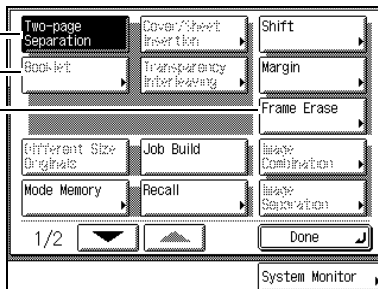 Two-page
Separation
Cover/Sheet
Insertion
Shift
Booklet
Transparency
Interleaving
Margin
Frame Erase
Different Size
Originals
Job Build
Image
Combination
Mode Memory
Recall
Image
Separation
1/2
Done
System Monitor